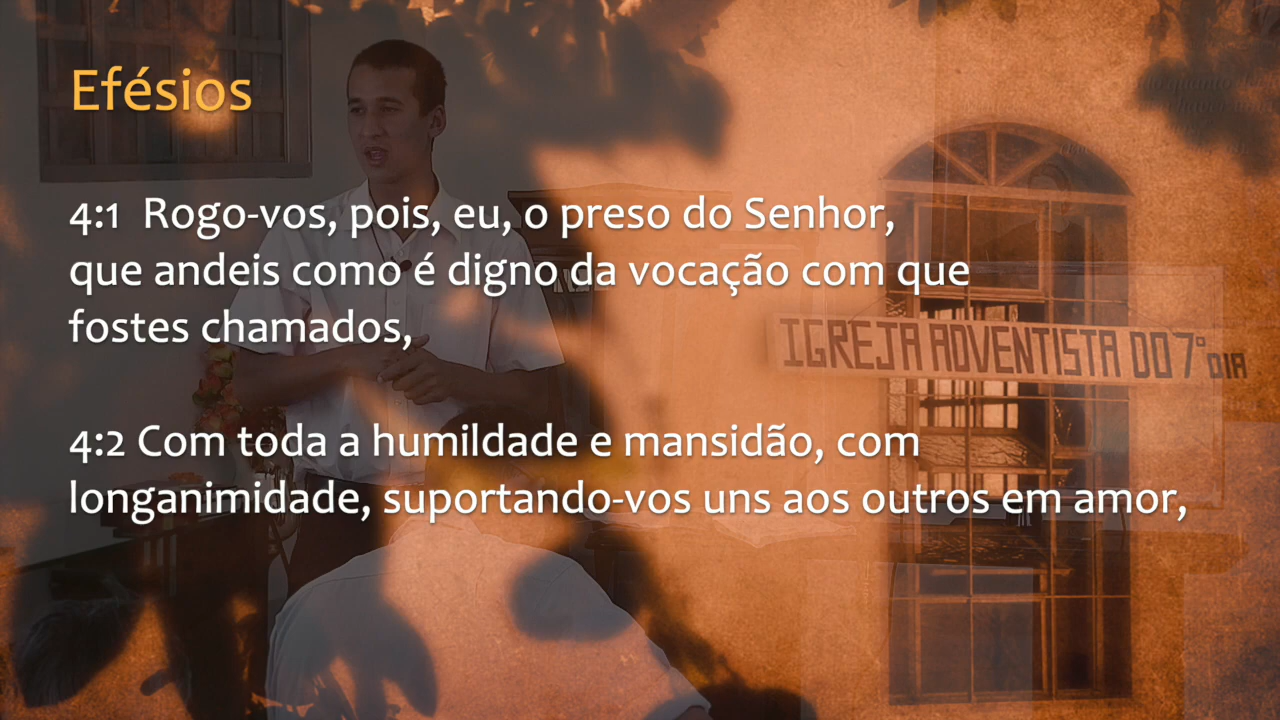 Efésios
4:1 Rogo-vos, pois, eu, o preso do Senhor,
que andeis como é digno da vocação com que
fostes chamados,
4:2 Com toda a humildade e mansidão, com
longanimidade, suportando-vos uns aos outros em amor,
IGREJA ADVENTISTA DO 7º DIA